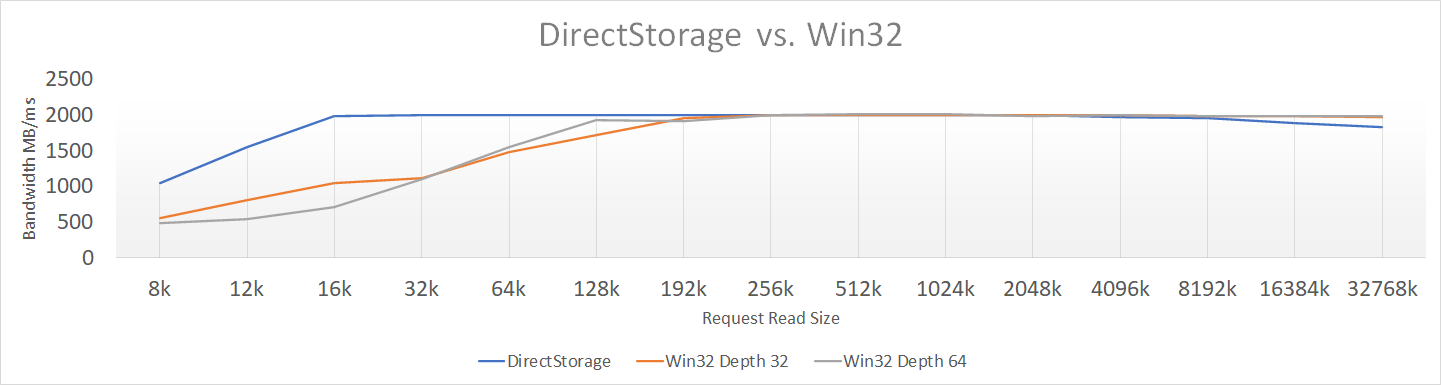 DirectStorage vs. Win32
Bandwidth MB/ms
2500
2000
1500
1000
500
0
8k 12k 16k 32k 64k 128k 192k 256k 512k 1024k 2048k 4096k 8192k 16384k 32768k
Request Read Size
DirectStorage Win32 Depth 32 Win32 Depth 64